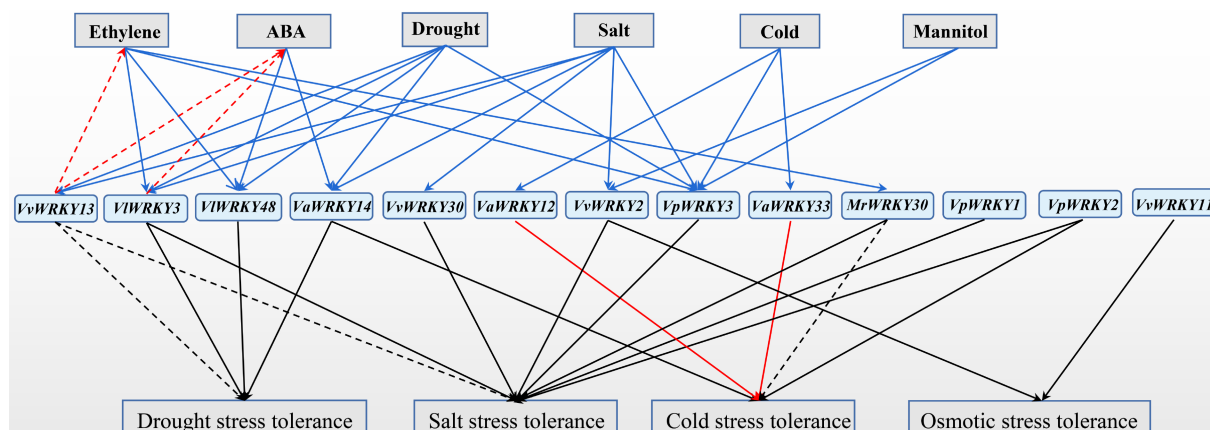 Ethylene ABA Drought Salt Cold Mannitol
VvWRKY13 VlWRKY3 VlWRKY48 VaWRKY14 VvWRKY30 VaWRKY12 VvWRKY2 VpWRKY3 VaWRKY33 MrWRKY30 VpWRKY1 VpWRKY2 VvWRKY11
Drought stress tolerance Salt stress tolerance Cold stress tolerance Osmotic stress tolerance